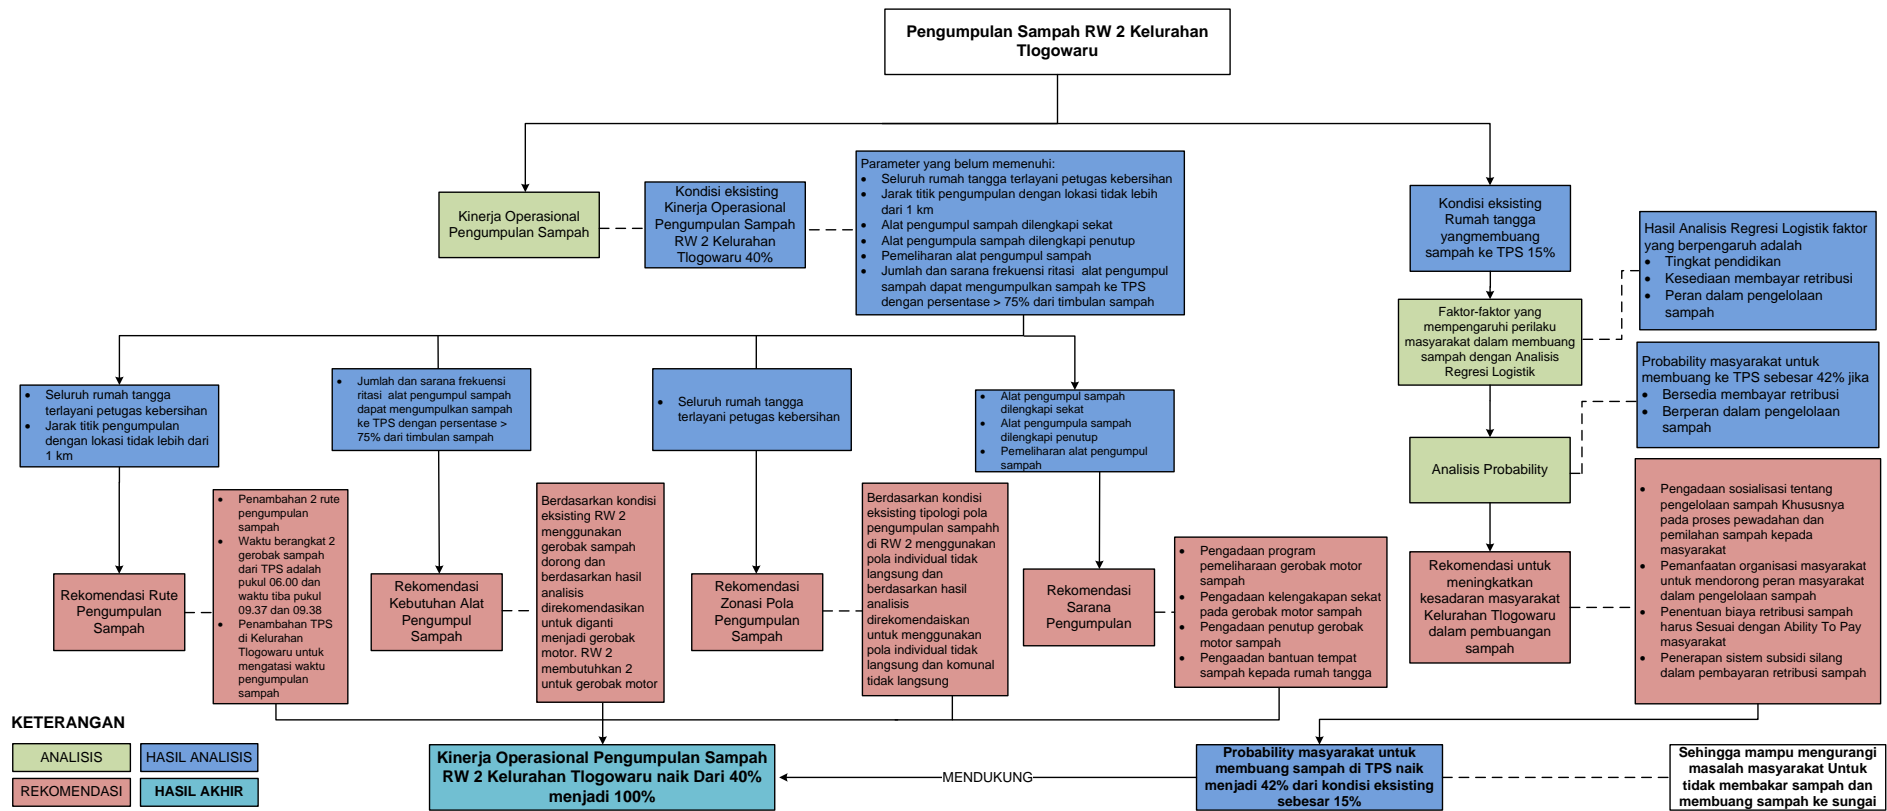 Pengumpulan Sampah RW 2 Kelurahan
Tlogowaru
Kinerja Operasional
Pengumpulan Sampah
Kondisi eksisting
Kinerja Operasional
Pengumpulan Sampah
RW 2 Kelurahan
Tlogowaru 40%
Parameter yang belum memenuhi:
• Seluruh rumah tangga terlayani petugas kebersihan
• Jarak titik pengumpulan dengan lokasi tidak lebih
dari 1 km
• Alat pengumpul sampah dilengkapi sekat
• Alat pengumpula sampah dilengkapi penutup
• Pemeliharan alat pengumpul sampah
• Jumlah dan sarana frekuensi ritasi alat pengumpul
sampah dapat mengumpulkan sampah ke TPS
dengan persentase > 75% dari timbulan sampah
Kondisi eksisting
Rumah tangga
yangmembuang
sampah ke TPS 15%
Hasil Analisis Regresi Logistik faktor
yang berpengaruh adalah
• Tingkat pendidikan
• Kesediaan membayar retribusi
• Peran dalam pengelolaan
sampah
Faktor-faktor yang
mempengaruhi perilaku
masyarakat dalam membuang
sampah dengan Analisis
Regresi Logistik
Probability masyarakat untuk
membuang ke TPS sebesar 42% jika
• Bersedia membayar retribusi
• Berperan dalam pengelolaan
sampah
• Seluruh rumah tangga
terlayani petugas kebersihan
• Jarak titik pengumpulan
dengan lokasi tidak lebih dari
1 km
• Jumlah dan sarana frekuensi
ritasi alat pengumpul sampah
dapat mengumpulkan sampah
ke TPS dengan persentase >
75% dari timbulan sampah
• Seluruh rumah tangga
terlayani petugas kebersihan
• Alat pengumpul sampah
dilengkapi sekat
• Alat pengumpula sampah
dilengkapi penutup
• Pemeliharan alat pengumpul
sampah
Analisis Probability
Rekomendasi Rute
Pengumpulan
Sampah
• Penambahan 2 rute
pengumpulan
sampah
• Waktu berangkat 2
gerobak sampah
dari TPS adalah
pukul 06.00 dan
waktu tiba pukul
09.37 dan 09.38
• Penambahan TPS
di Kelurahan
Tlogowaru untuk
mengatasi waktu
pengumpulan
sampah
Rekomendasi
Kebutuhan Alat
Pengumpul
Sampah
Berdasarkan kondisi
eksisting RW 2
menggunakan
gerobak sampah
dorong dan
berdasarkan hasil
analisis
direkomendasikan
untuk diganti
menjadi gerobak
motor. RW 2
membutuhkan 2
untuk gerobak motor
Rekomendasi
Zonasi Pola
Pengumpulan
Sampah
Berdasarkan kondisi
eksisting tipologi pola
pengumpulan sampahh
di RW 2 menggunakan
pola individual tidak
langsung dan
berdasarkan hasil
analisis
direkomendaiskan
untuk menggunakan
pola individual tidak
langsung dan komunal
tidak langsung
Rekomendasi
Sarana
Pengumpulan
• Pengadaan program
pemeliharaan gerobak motor
sampah
• Pengadaan kelengakapan sekat
pada gerobak motor sampah
• Pengadaan penutup gerobak
motor sampah
• Pengaadan bantuan tempat
sampah kepada rumah tangga
Rekomendasi untuk
meningkatkan
kesadaran masyarakat
Kelurahan Tlogowaru
dalam pembuangan
sampah
• Pengadaan sosialisasi tentang
pengelolaan sampah Khususnya
pada proses pewadahan dan
pemilahan sampah kepada
masyarakat
• Pemanfaatan organisasi masyarakat
untuk mendorong peran masyarakat
dalam pengelolaan sampah
• Penentuan biaya retribusi sampah
harus Sesuai dengan Ability To Pay
masyarakat
• Penerapan sistem subsidi silang
dalam pembayaran retribusi sampah
KETERANGAN
ANALISIS
HASIL ANALISIS
REKOMENDASI
HASIL AKHIR
Kinerja Operasional Pengumpulan Sampah
RW 2 Kelurahan Tlogowaru naik Dari 40%
menjadi 100%
MENDUKUNG
Probability masyarakat untuk
membuang sampah di TPS naik
menjadi 42% dari kondisi eksisting
sebesar 15%
Sehingga mampu mengurangi
masalah masyarakat Untuk
tidak membakar sampah dan
membuang sampah ke sungai